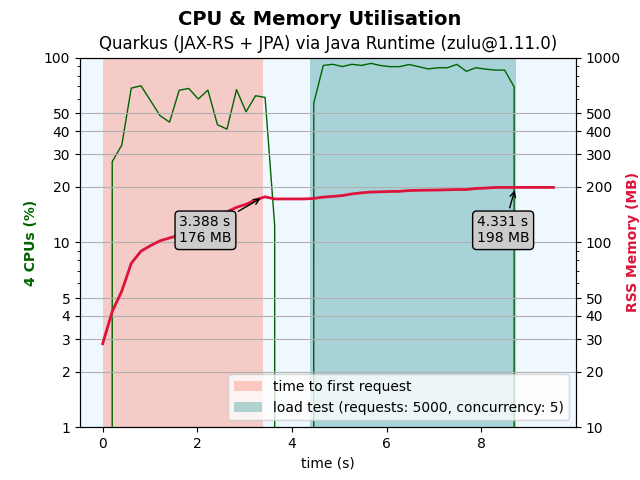 CPU & Memory Utilisation
Quarkus (JAX-RS + JPA) via Java Runtime (zulu@1.11.0)
4 CPUs (%)
100
50
40
30
20
10
5
4
3
2
1
3.388 s
176 MB
4.331 s
198 MB
time to first request
load test (requests: 5000, concurrency: 5)
1000
500
400
300
200
100
50
40
30
20
10
RSS Memory (MB)
0 2 4 6 8
time (s)